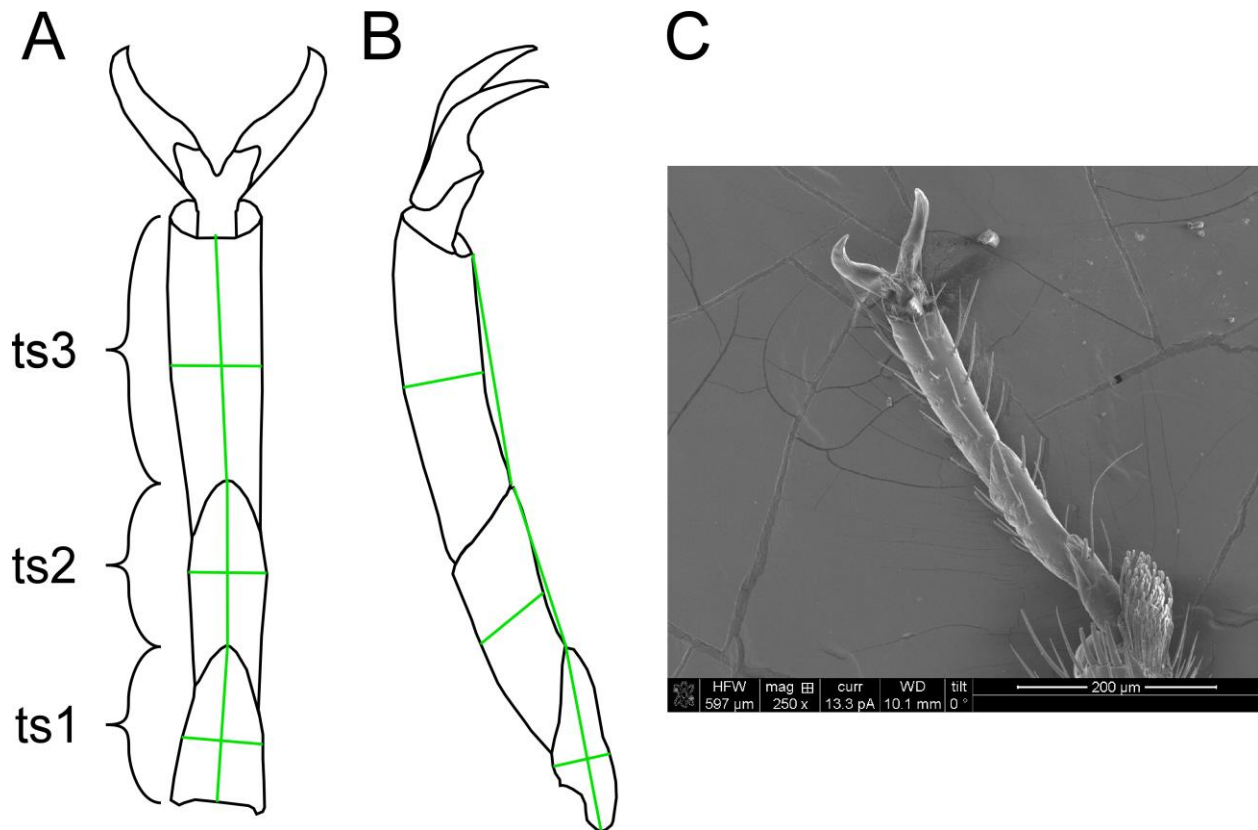 A
B
C
ts3
ts2
ts1
HFW
597 µm
mag
250 x
curr
13.3 pA
WD
10.1 mm
tilt
0 °
200 µm